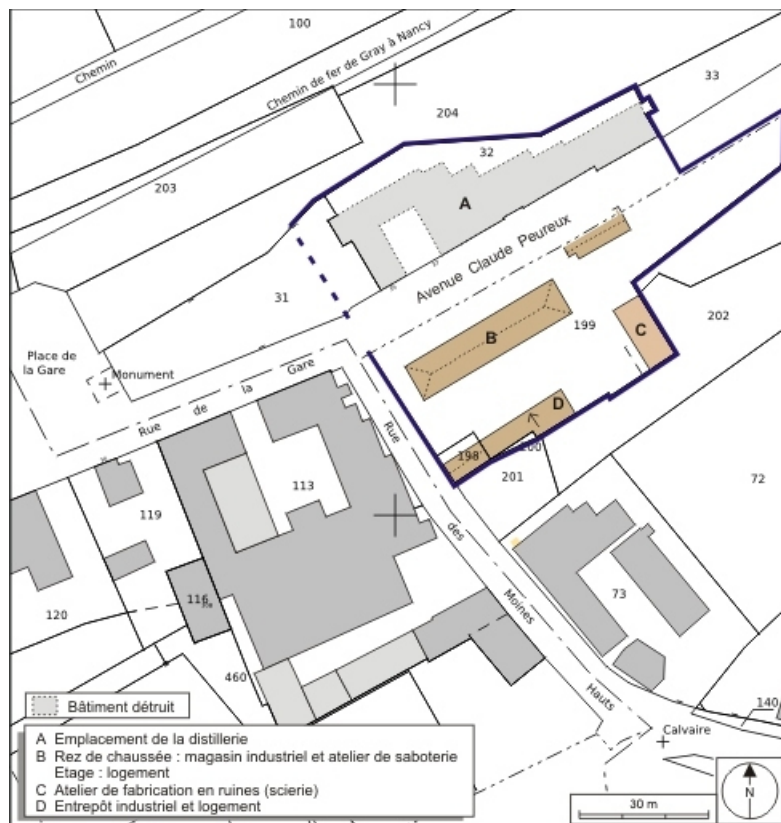 100
Chemin
Chemin de fer de Gray à Nancy
33
204
32
203
A
Avenue Claude Peureux
31
199
202
B
C
Place de
la Gare
Monument
Rue de la Gare
D
198
200
201
Rue des Moines Hauts
113
72
119
73
116
120
460
140
Calvaire
Bâtiment détruit
A Emplacement de la distillerie
B Rez de chaussée : magasin industriel et atelier de saboterie
Etage : logement
C Atelier de fabrication en ruines (scierie)
D Entrepôt industriel et logement
30 m
N